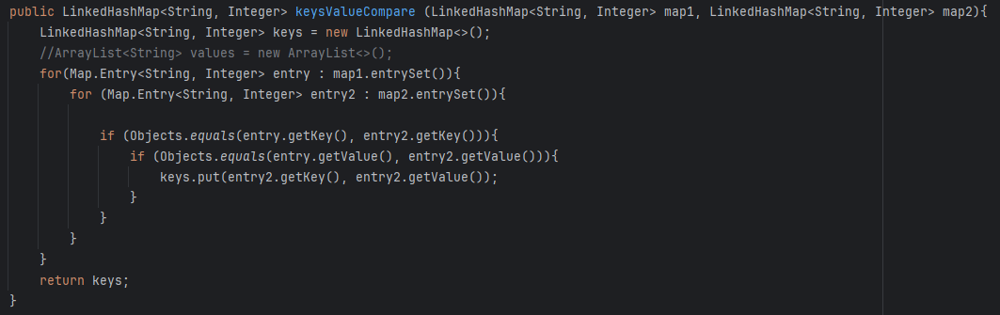 public LinkedHashMap<String, Integer> keysValueCompare (LinkedHashMap<String, Integer> map1, LinkedHashMap<String, Integer> map2){
    LinkedHashMap<String, Integer> keys = new LinkedHashMap<>();
    //ArrayList<String> values = new ArrayList<>();
    for(Map.Entry<String, Integer> entry : map1.entrySet()){
        for (Map.Entry<String, Integer> entry2 : map2.entrySet()){

            if (Objects.equals(entry.getKey(), entry2.getKey())){
                if (Objects.equals(entry.getValue(), entry2.getValue())){
                    keys.put(entry2.getKey(), entry2.getValue());
                }
            }
        }
    }
    return keys;
}